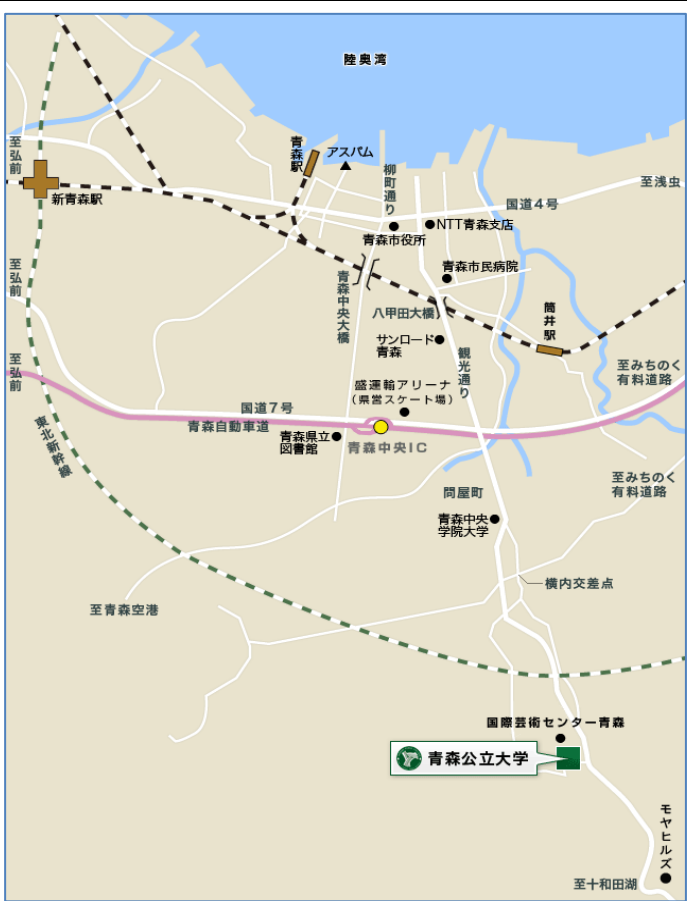 陸奥湾
至弘前
青森駅
アスパム
柳町通り
至浅虫
新青森駅
国道4号
NTT青森支店
青森市役所
青森市民病院
至弘前
青森中央大橋
八甲田大橋
筒井駅
サンロード
青森
観光通り
至弘前
至みちのく
有料道路
盛運輸アリーナ
(県営スケート場)
国道7号
青森自動車道
東北新幹線
青森県立
図書館
青森中央IC
至みちのく
有料道路
問屋町
青森中央
学院大学
横内交差点
至青森空港
国際芸術センター青森
青森公立大学
モヤヒルズ
至十和田湖